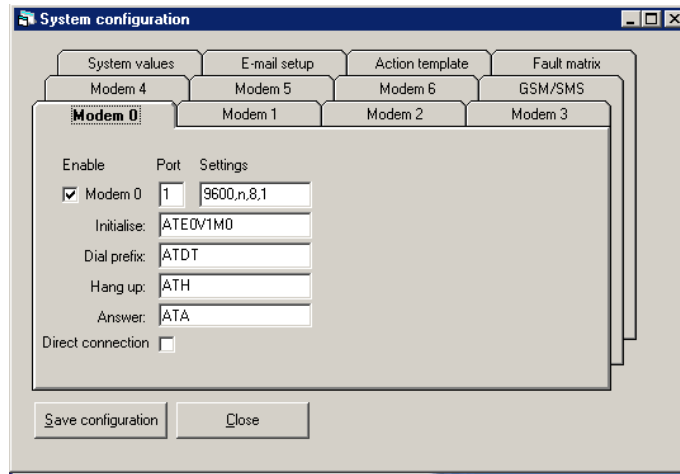 System configuration
System values E-mail setup Action template Fault matrix
Modem 4 Modem 5 Modem 6 GSM/SMS
Modem 0 Modem 1 Modem 2 Modem 3
Enable Port Settings
Modem 0 1 9600,n,8,1
Initialise: ATE0V1M0
Dial prefix: ATDT
Hang up: ATH
Answer: ATA
Direct connection
Save configuration Close